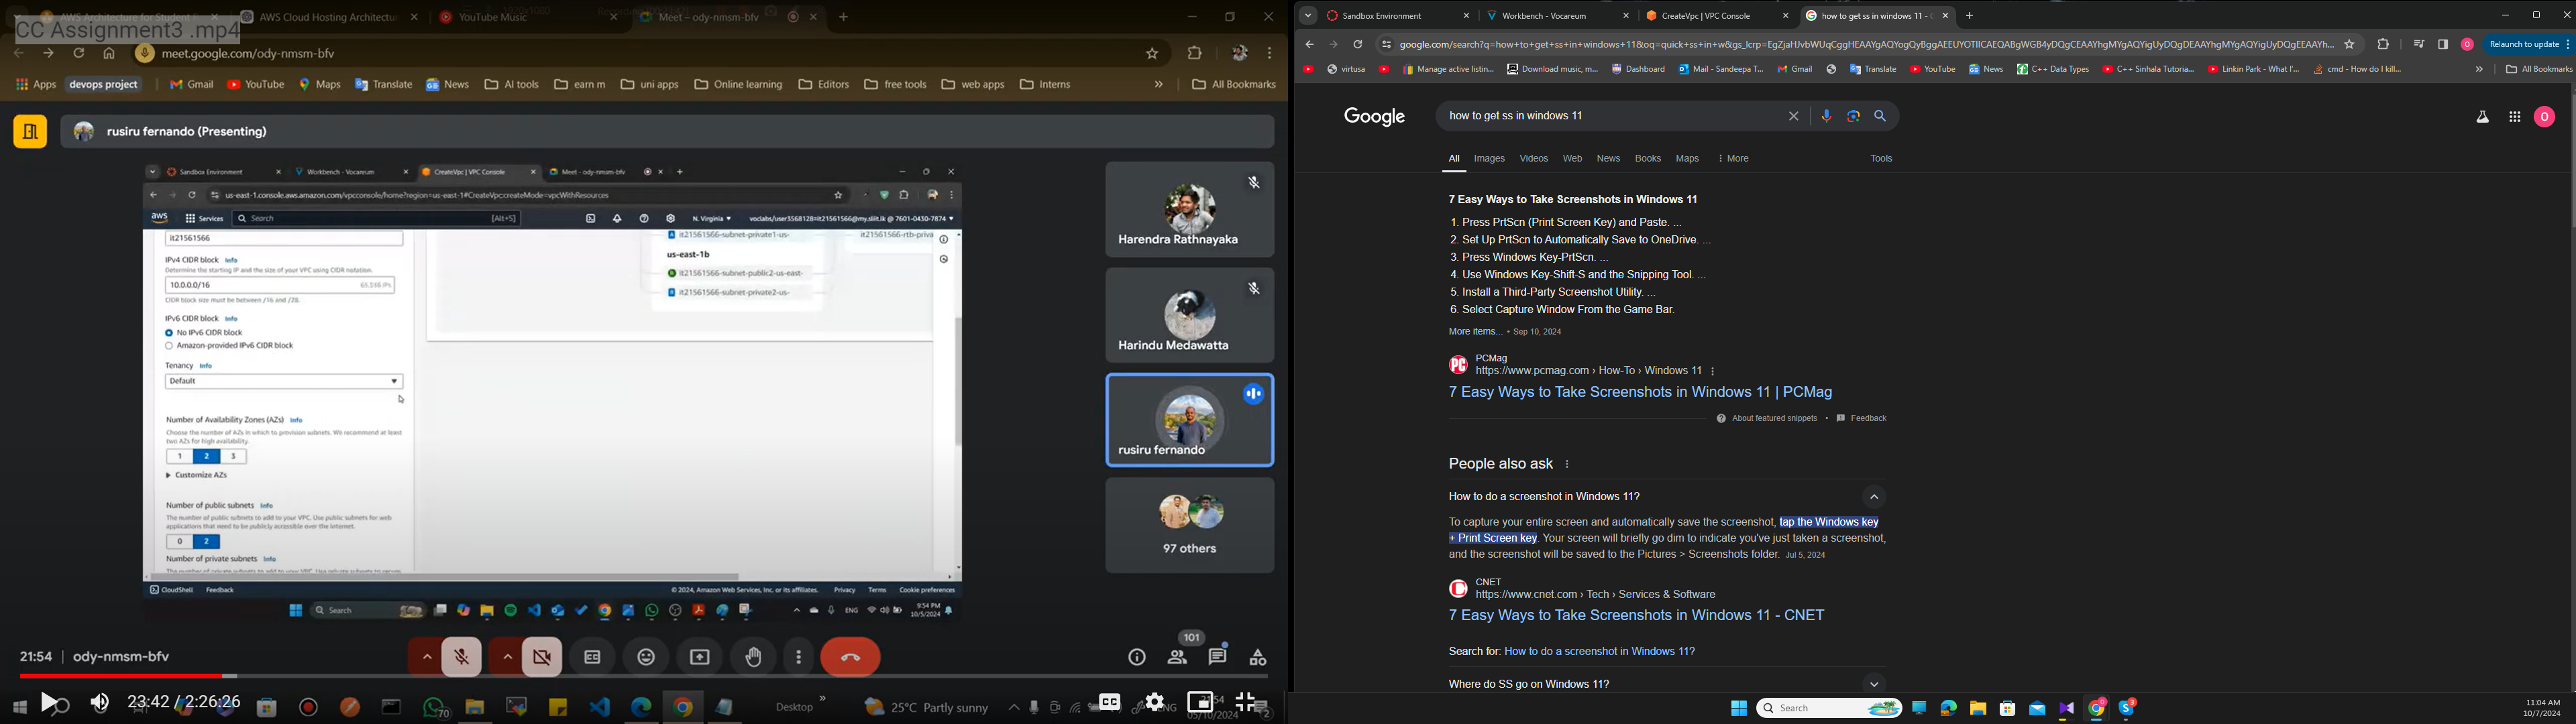 AWS Architecture for Student
AWS Cloud Hosting Architectur
YouTube Music
Meet – ody-nmsm-bfv
CC Assignment3 .mp4
meet.google.com/ody-nmsm-bfv
Apps
devops project
Gmail
YouTube
Maps
Translate
News
AI tools
earn m
uni apps
Online learning
Editors
free tools
web apps
Interns
All Bookmarks
rusiru fernando (Presenting)
Sandbox Environment
Workbench - Vocareum
CreateVpc | VPC Console
Meet - ody-nmsm-bfv
us-east-1.console.aws.amazon.com/vpcconsole/home?region=us-east-1#CreateVpc:createMode=vpcWithResources
aws
Services
Search
[Alt+S]
N. Virginia
voclabs/user3568128=it21561566@my.sliit.lk @ 7601-0430-7874
it21561566
IPv4 CIDR block Info
Determine the starting IP and the size of your VPC using CIDR notation.
10.0.0.0/16
65,536 IPs
CIDR block size must be between /16 and /28.
IPv6 CIDR block Info
No IPv6 CIDR block
Amazon-provided IPv6 CIDR block
Tenancy Info
Default
Number of Availability Zones (AZs) Info
Choose the number of AZs in which to provision subnets. We recommend at least
two AZs for high availability.
1 2 3
Customize AZs
Number of public subnets Info
The number of public subnets to add to your VPC. Use public subnets for web
applications that need to be publicly accessible over the internet.
0 2
Number of private subnets Info
it21561566-subnet-private1-us-
it21561566-rtb-priva
us-east-1b
it21561566-subnet-public2-us-east-
it21561566-subnet-private2-us-
CloudShell
Feedback
© 2024, Amazon Web Services, Inc. or its affiliates.
Privacy
Terms
Cookie preferences
Search
ENG
9:54 PM
10/5/2024
Harendra Rathnayaka
Harindu Medawatta
rusiru fernando
97 others
21:54 | ody-nmsm-bfv
101
23:42 / 2:26:26
70
Desktop
25°C Partly sunny
CC
ENG
05/10/2024
2
Sandbox Environment
Workbench - Vocareum
CreateVpc | VPC Console
how to get ss in windows 11 - G
Relaunch to update
virtusa
Manage active listin...
Download music, m...
Dashboard
Mail - Sandeepa T...
Gmail
Translate
YouTube
News
C++ Data Types
C++ Sinhala Tutoria...
Linkin Park - What I'...
cmd - How do I kill...
All Bookmarks
Google
how to get ss in windows 11
O
All
Images
Videos
Web
News
Books
Maps
More
Tools
7 Easy Ways to Take Screenshots in Windows 11
1. Press PrtScn (Print Screen Key) and Paste. ...
2. Set Up PrtScn to Automatically Save to OneDrive. ...
3. Press Windows Key-PrtScn. ...
4. Use Windows Key-Shift-S and the Snipping Tool. ...
5. Install a Third-Party Screenshot Utility. ...
6. Select Capture Window From the Game Bar.
More items... • Sep 10, 2024
PCMag
https://www.pcmag.com › How-To › Windows 11
7 Easy Ways to Take Screenshots in Windows 11 | PCMag
About featured snippets • Feedback
People also ask
How to do a screenshot in Windows 11?
To capture your entire screen and automatically save the screenshot, tap the Windows key
+ Print Screen key. Your screen will briefly go dim to indicate you've just taken a screenshot,
and the screenshot will be saved to the Pictures > Screenshots folder. Jul 5, 2024
CNET
https://www.cnet.com › Tech › Services & Software
7 Easy Ways to Take Screenshots in Windows 11 - CNET
Search for: How to do a screenshot in Windows 11?
Where do SS go on Windows 11?
Search
11:04 AM
10/7/2024